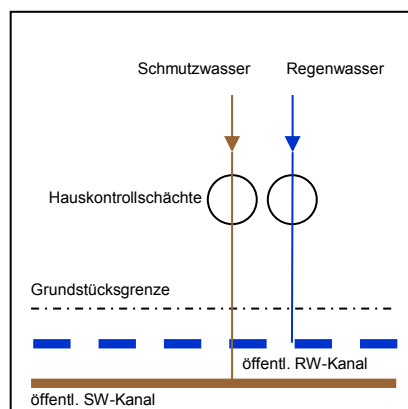 Schmutzwasser Regenwasser
Hauskontrollschächte
Grundstücksgrenze
öffentl. RW-Kanal
öffentl. SW-Kanal